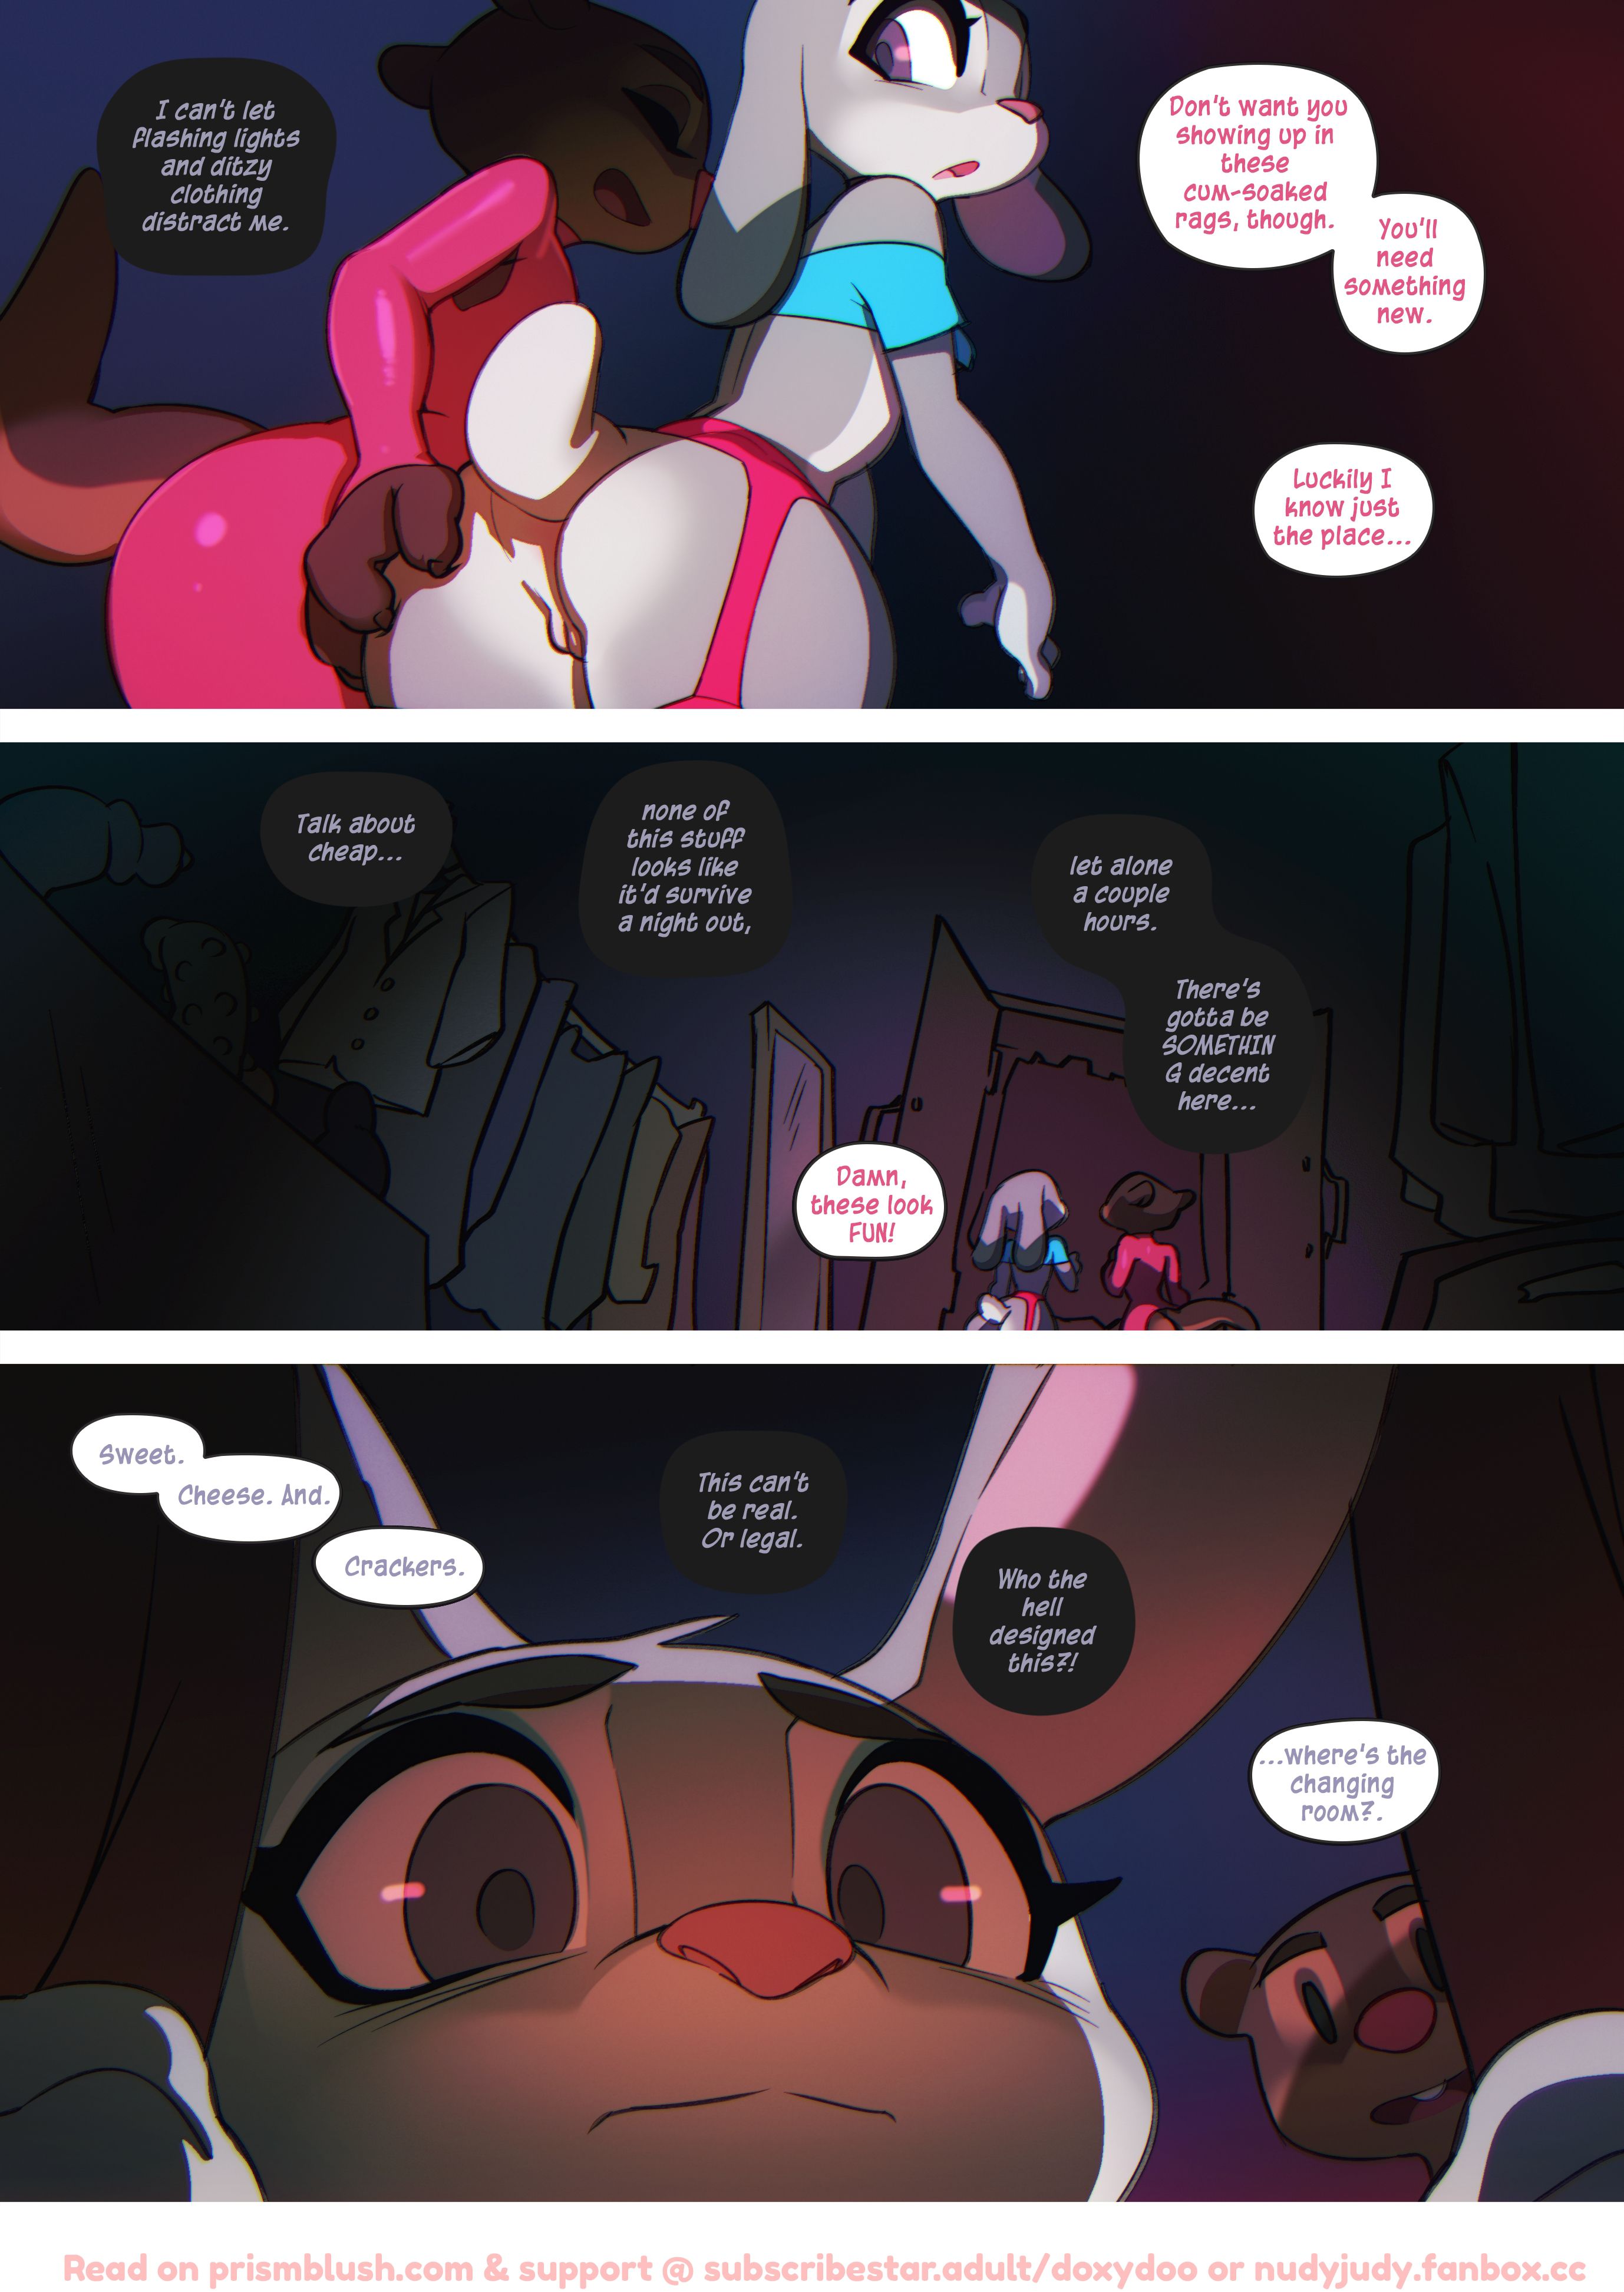 I can't let
flashing lights
and ditzy
clothing
distract me.
Don't want you
showing up in
these
cum-soaked
rags, though.
You'll
need
something
new.
Luckily I
know just
the place...
Talk about
cheap...
none of
this stuff
looks like
it'd survive
a night out,
let alone
a couple
hours.
There's
gotta be
SOMETHIN
G decent
here...
Damn,
these look
FUN!
Sweet.
Cheese. And.
Crackers.
This can't
be real.
Or legal.
Who the
hell
designed
this?!
...where's the
changing
room?.
Read on prismblush.com & support @ subscribestar.adult/doxydoo or nudyjudy.fanbox.cc